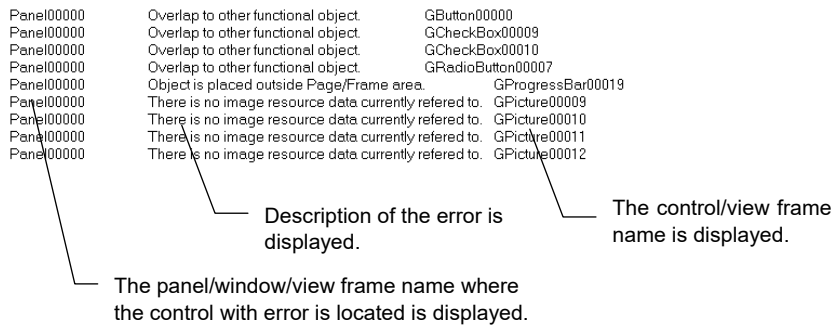 Panel00000 Overlap to other functional object. GButton00000
Panel00000 Overlap to other functional object. GCheckBox00009
Panel00000 Overlap to other functional object. GCheckBox00010
Panel00000 Overlap to other functional object. GRadioButton00007
Panel00000 Object is placed outside Page/Frame area. GProgressBar00019
Panel00000 There is no image resource data currently refered to. GPicture00009
Panel00000 There is no image resource data currently refered to. GPicture00010
Panel00000 There is no image resource data currently refered to. GPicture00011
Panel00000 There is no image resource data currently refered to. GPicture00012
Description of the error is
displayed.
The control/view frame
name is displayed.
The panel/window/view frame name where
the control with error is located is displayed.